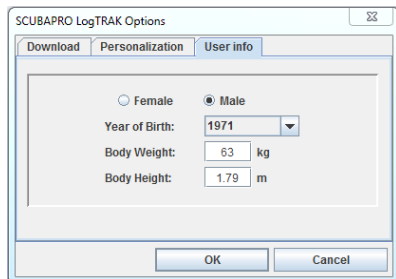 SCUBAPRO LogTRAK Options
Download Personalization User info
Female Male
Year of Birth: 1971
Body Weight: 63 kg
Body Height: 1.79 m
OK Cancel